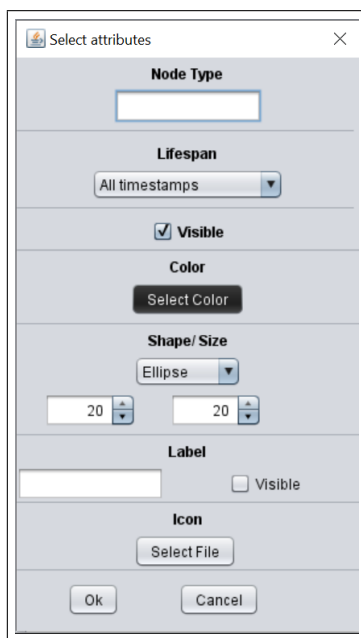 Select attributes
Node Type
Lifespan
All timestamps
Visible
Color
Select Color
Shape/ Size
Ellipse
20 20
Label
Visible
Icon
Select File
Ok Cancel